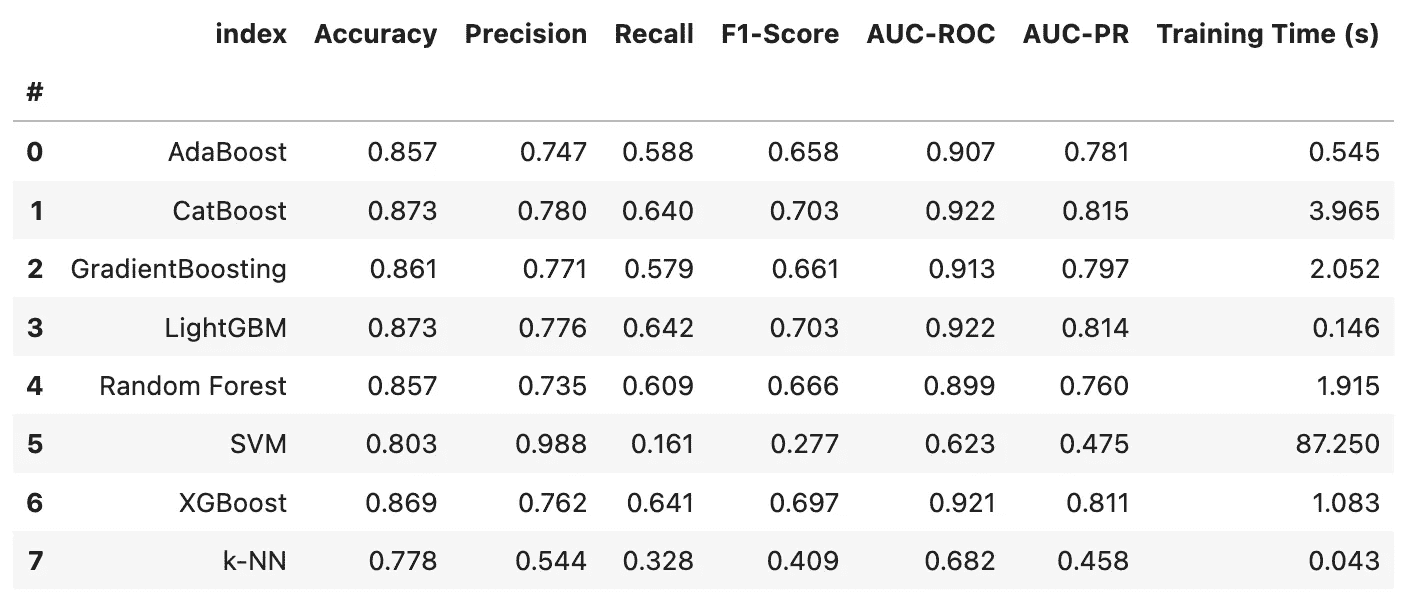 index Accuracy Precision Recall F1-Score AUC-ROC AUC-PR Training Time (s)
#
0 AdaBoost 0.857 0.747 0.588 0.658 0.907 0.781 0.545
1 CatBoost 0.873 0.780 0.640 0.703 0.922 0.815 3.965
2 GradientBoosting 0.861 0.771 0.579 0.661 0.913 0.797 2.052
3 LightGBM 0.873 0.776 0.642 0.703 0.922 0.814 0.146
4 Random Forest 0.857 0.735 0.609 0.666 0.899 0.760 1.915
5 SVM 0.803 0.988 0.161 0.277 0.623 0.475 87.250
6 XGBoost 0.869 0.762 0.641 0.697 0.921 0.811 1.083
7 k-NN 0.778 0.544 0.328 0.409 0.682 0.458 0.043